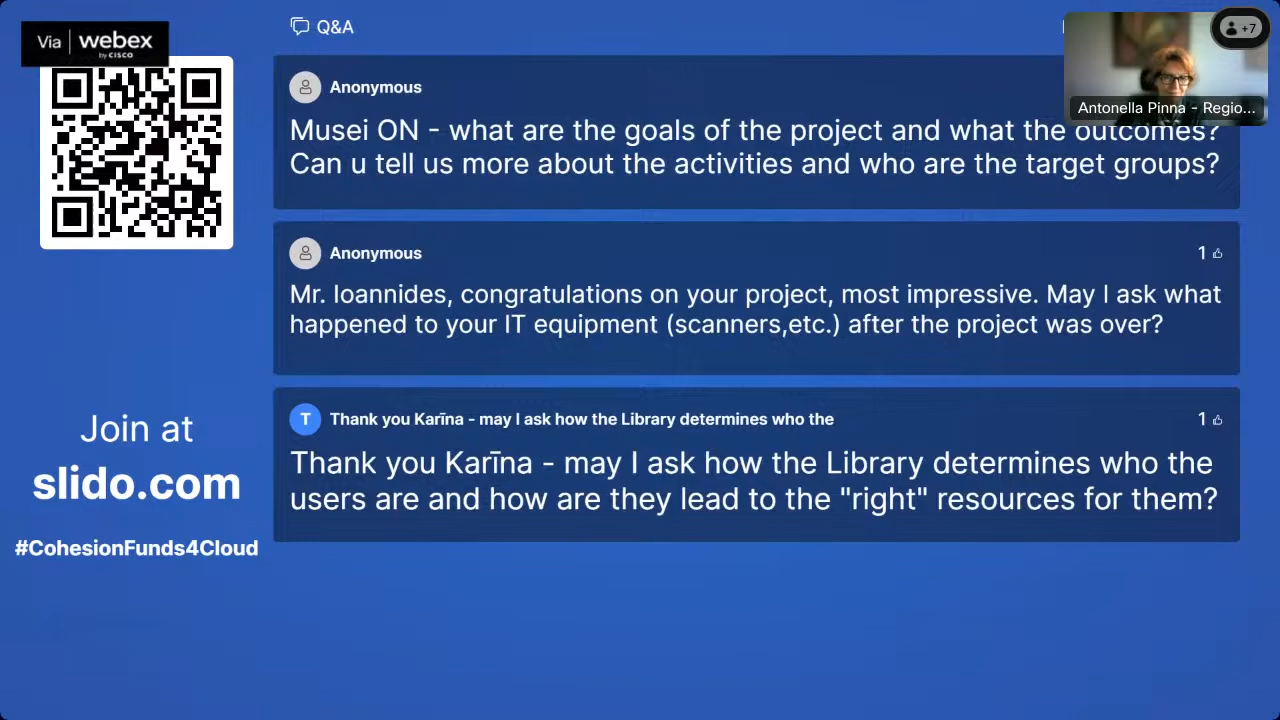 Via webex
by CISCO
Q&A
+7
Antonella Pinna - Regio...
Anonymous
Musei ON - what are the goals of the project and what the outcomes?
Can u tell us more about the activities and who are the target groups?
Anonymous
1
Mr. Ioannides, congratulations on your project, most impressive. May I ask what
happened to your IT equipment (scanners,etc.) after the project was over?
T
Thank you Karīna - may I ask how the Library determines who the
1
Thank you Karīna - may I ask how the Library determines who the
users are and how are they lead to the "right" resources for them?
Join at
slido.com
#CohesionFunds4Cloud